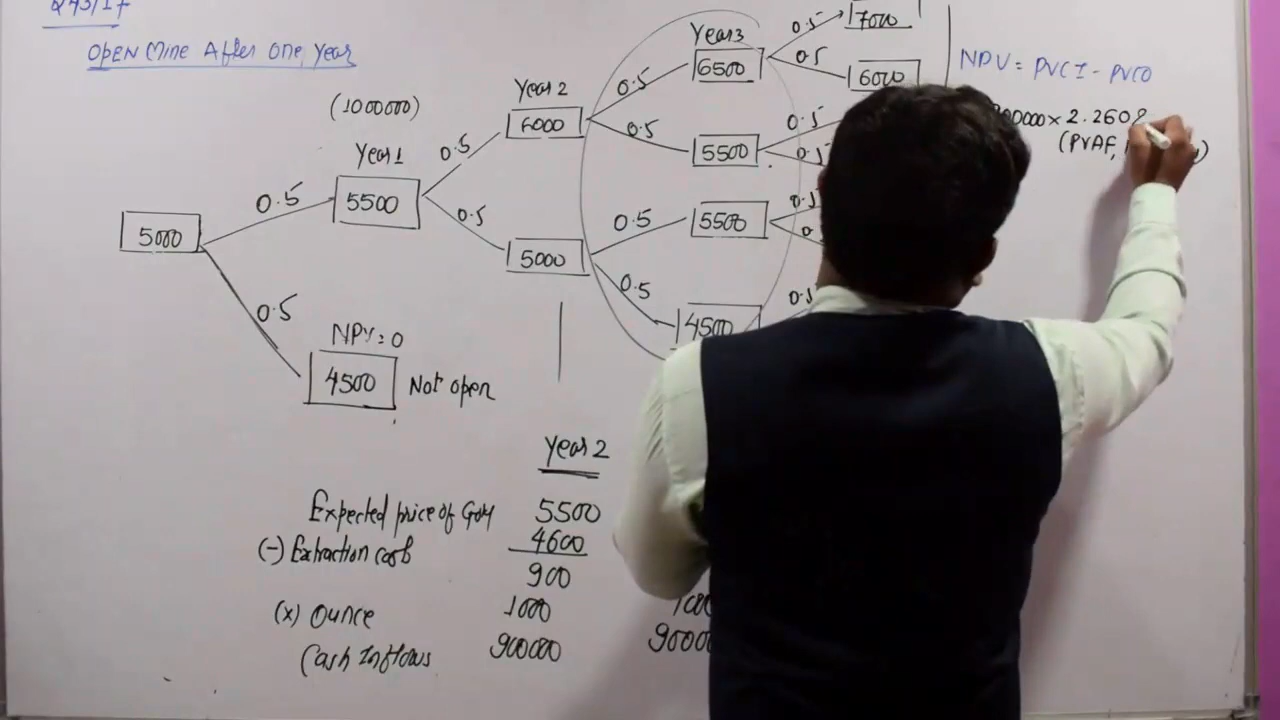 Open Mine After One Year
5000
0.5
0.5
(1000000)
Year 1
5500
NPV = 0
4500 Not open
0.5
0.5
Year 2
6000
5000
0.5
0.5
0.5
0.5
Year 3
6500
5500
5500
4500
0.5
0.5
0.5
0.5
7000
6000
NPV = PVCI - PVCO
00000 × 2.2608
(PVAF,
Year 2
Expected price of Gold 5500
(-) Extraction cost 4600
900
(x) Ounce 1000
Cash Inflows 900000